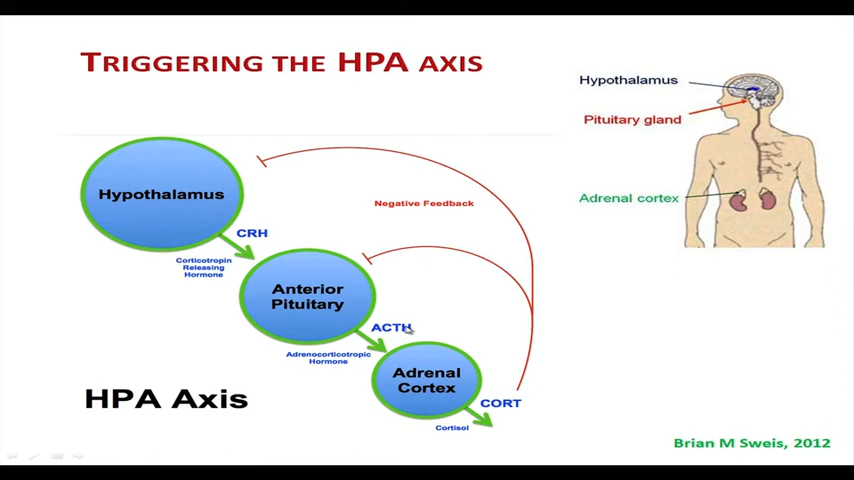 TRIGGERING THE HPA AXIS
Hypothalamus
Pituitary gland
Adrenal cortex
Hypothalamus
CRH
Corticotropin
Releasing
Hormone
Negative Feedback
Anterior
Pituitary
ACTH
Adrenocorticotropic
Hormone
Adrenal
Cortex
CORT
Cortisol
HPA Axis
Brian M Sweis, 2012